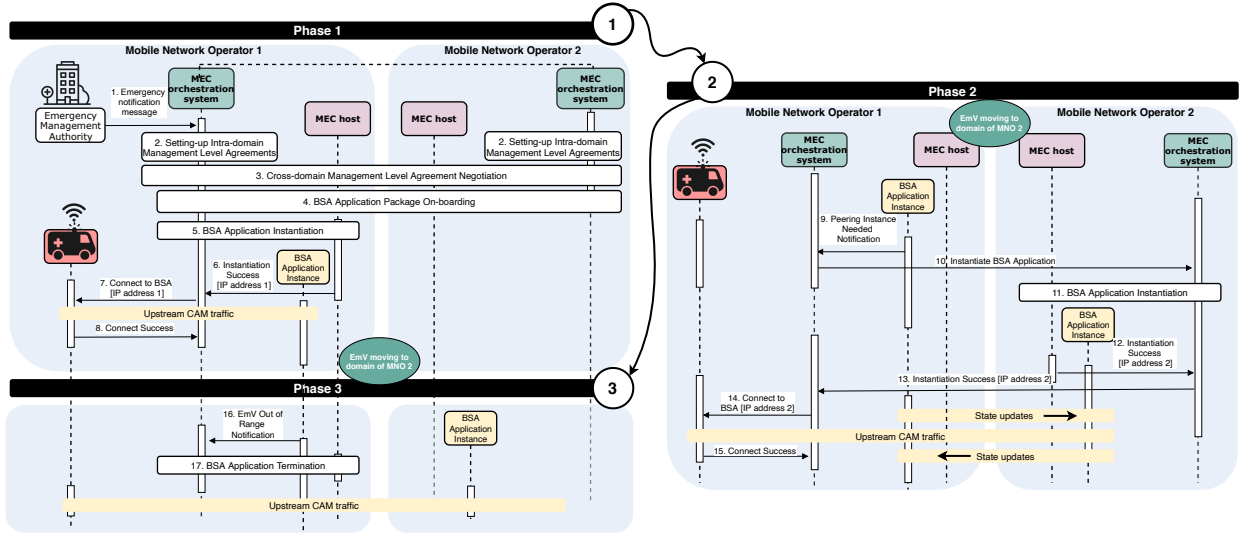 Phase 1
1
Mobile Network Operator 1
Mobile Network Operator 2
MEC
orchestration
system
MEC
orchestration
system
1. Emergency
notification
message
Emergency
Management
Authority
MEC host
MEC host
2. Setting-up Intra-domain
Management Level Agreements
2. Setting-up Intra-domain
Management Level Agreements
3. Cross-domain Management Level Agreement Negotiation
4. BSA Application Package On-boarding
5. BSA Application Instantiation
6. Instantiation
Success
[IP address 1]
BSA
Application
Instance
7. Connect to BSA
[IP address 1]
Upstream CAM traffic
8. Connect Success
EmV moving to
domain of MNO 2
Phase 3
3
16. EmV Out of
Range
Notification
BSA
Application
Instance
17. BSA Application Termination
Upstream CAM traffic
2
Phase 2
Mobile Network Operator 1
EmV moving to
domain of MNO 2
Mobile Network Operator 2
MEC
orchestration
system
MEC host
MEC host
MEC
orchestration
system
BSA
Application
Instance
9. Peering Instance
Needed
Notification
10. Instantiate BSA Application
11. BSA Application Instantiation
BSA
Application
Instance
12. Instantiation
Success
[IP address 2]
13. Instantiation Success [IP address 2]
14. Connect to
BSA [IP address 2]
State updates
Upstream CAM traffic
15. Connect Success
State updates